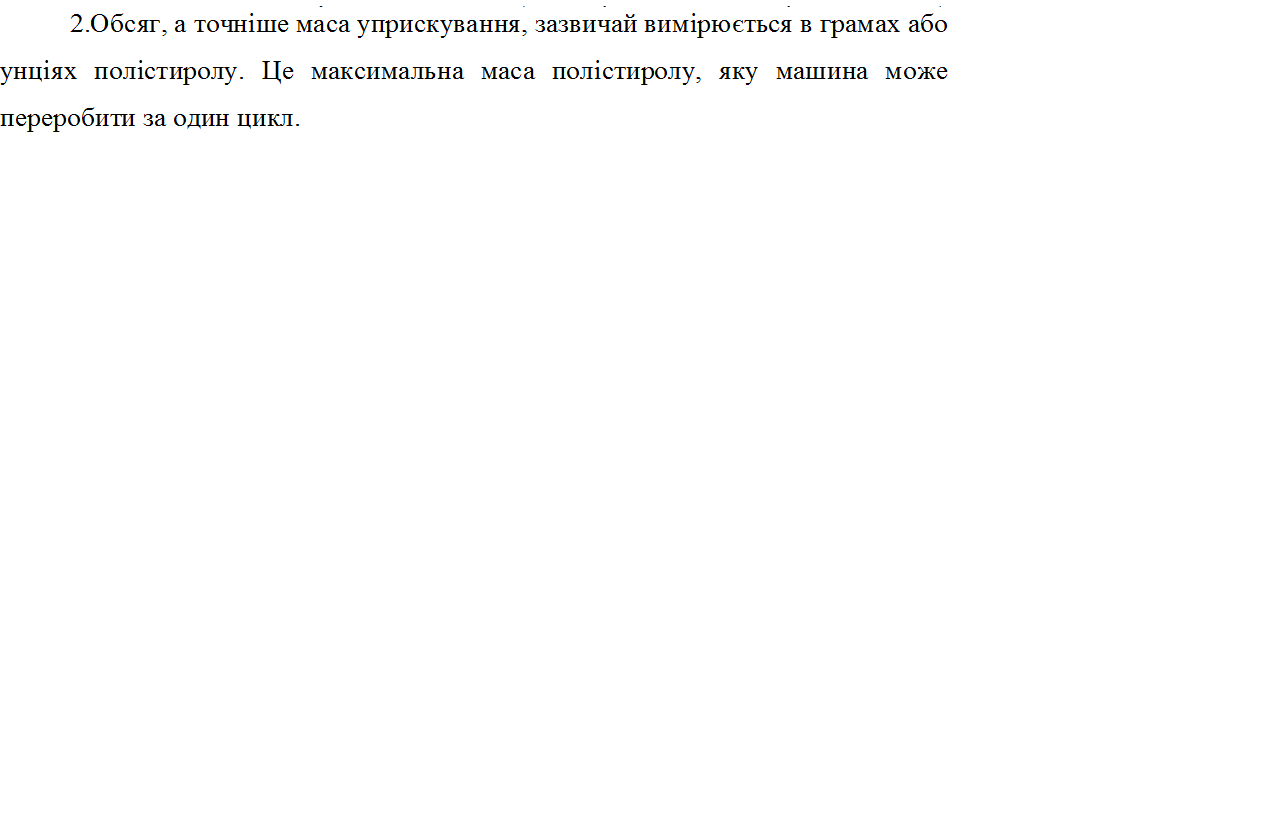 2.Обсяг, а точніше маса уприскування, зазвичай вимірюється в грамах або
унціях полістиролу. Це максимальна маса полістиролу, яку машина може
переробити за один цикл.